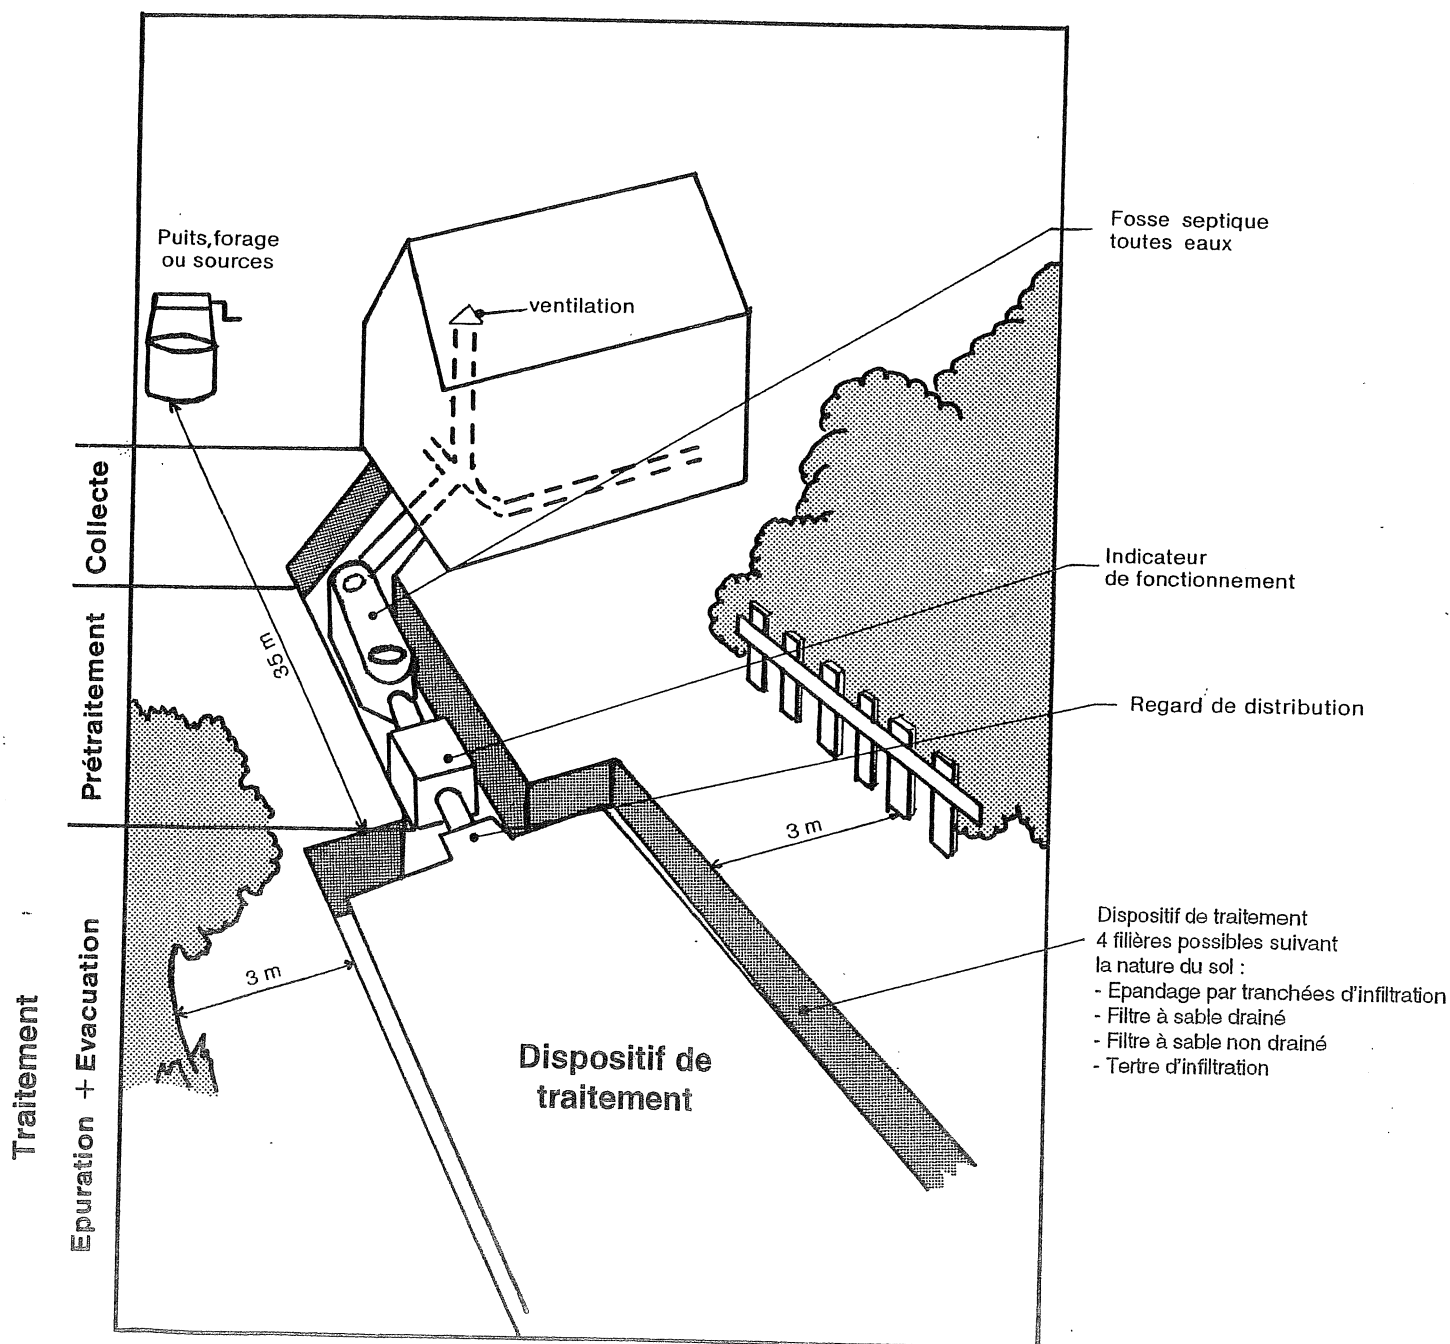 Puits,forage
ou sources
ventilation
Fosse septique
toutes eaux
Collecte
Indicateur
de fonctionnement
Prétraitement
35 m
Regard de distribution
3 m
Dispositif de traitement
4 filières possibles suivant
la nature du sol :
- Epandage par tranchées d'infiltration
- Filtre à sable drainé
- Filtre à sable non drainé
- Tertre d'infiltration
3 m
Traitement
Epuration + Evacuation
Dispositif de
traitement